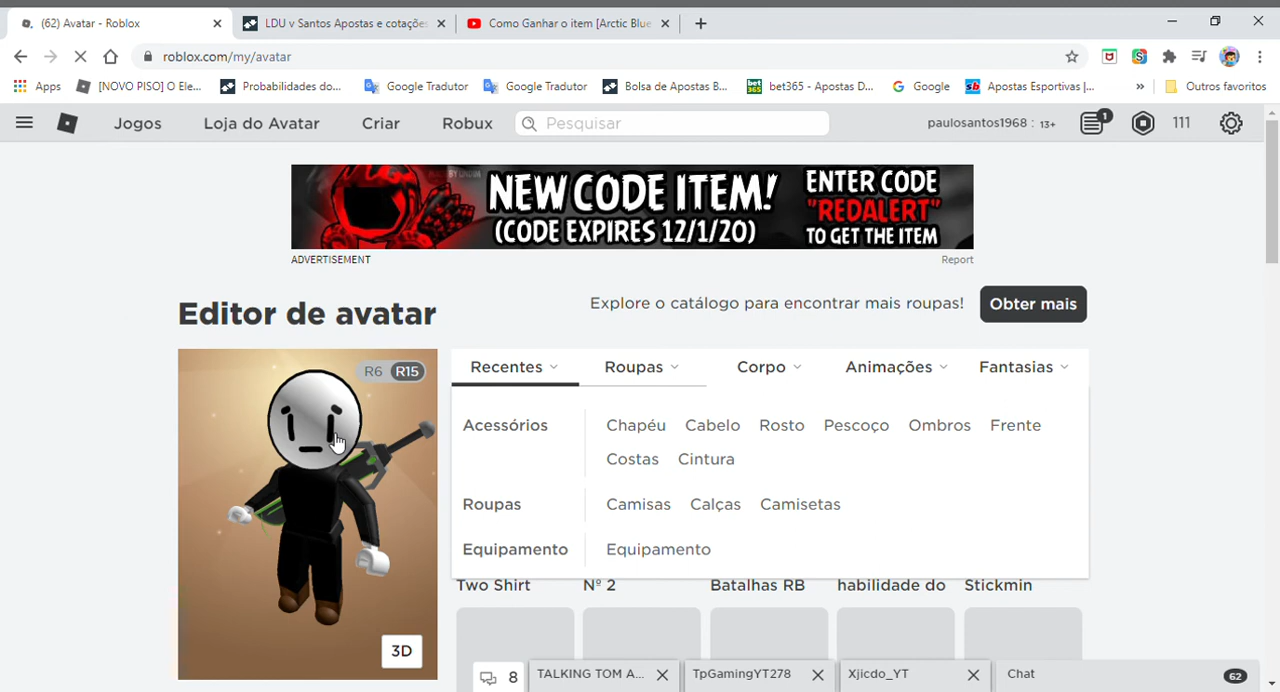 (62) Avatar - Roblox
LDU v Santos Apostas e cotações
Como Ganhar o item [Arctic Blue
roblox.com/my/avatar
Apps
[NOVO PISO] O Ele...
Probabilidades do...
Google Tradutor
Google Tradutor
Bolsa de Apostas B...
bet365 - Apostas D...
Google
Apostas Esportivas |...
»
Outros favoritos
Jogos
Loja do Avatar
Criar
Robux
Pesquisar
paulosantos1968 : 13+
1
111
NEW CODE ITEM!
(CODE EXPIRES 12/1/20)
ENTER CODE
"REDALERT"
TO GET THE ITEM
ADVERTISEMENT
Report
Editor de avatar
Explore o catálogo para encontrar mais roupas!
Obter mais
R6 R15
3D
Recentes
Roupas
Corpo
Animações
Fantasias
Acessórios
Chapéu Cabelo Rosto Pescoço Ombros Frente
Costas Cintura
Roupas
Camisas Calças Camisetas
Equipamento
Equipamento
Two Shirt
Nº 2
Batalhas RB
habilidade do
Stickmin
8
TALKING TOM A...
TpGamingYT278
Xjicdo_YT
Chat
62